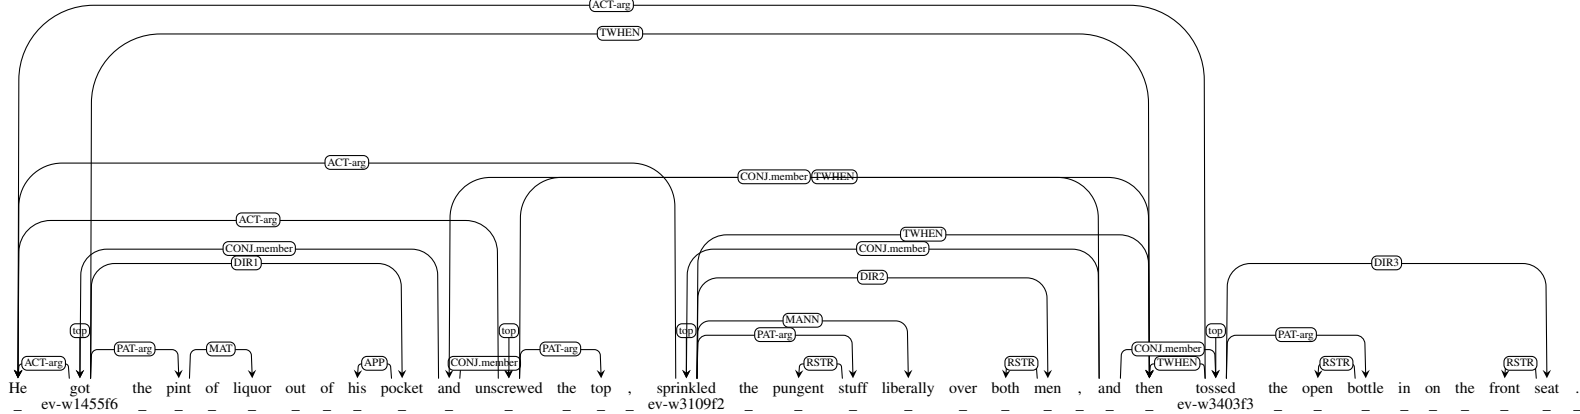 ACT-arg
TWHEN
ACT-arg
CONJ.member TWHEN
ACT-arg
TWHEN
CONJ.member CONJ.member
DIR1 DIR3
DIR2
MANN
top top top top
PAT-arg PAT-arg PAT-arg
PAT-arg MAT PAT-arg CONJ.member
ACT-arg APP CONJ.member RSTR RSTR TWHEN RSTR RSTR
He got the pint of liquor out of his pocket and unscrewed the top , sprinkled the pungent stuff liberally over both men , and then tossed the open bottle in on the front seat .
_ ev-w1455f6 _ _ _ _ _ _ _ _ _ _ _ _ _ ev-w3109f2 _ _ _ _ _ _ _ _ _ _ ev-w3403f3 _ _ _ _ _ _ _ _ _